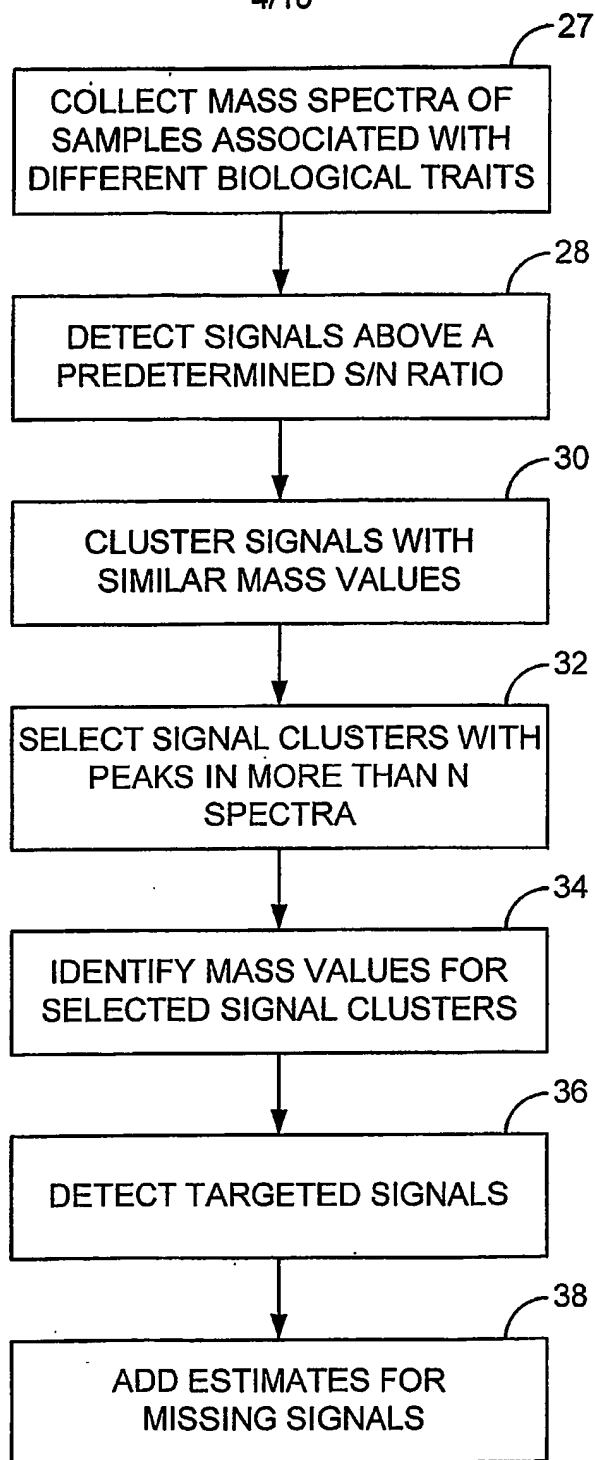 27
COLLECT MASS SPECTRA OF
SAMPLES ASSOCIATED WITH
DIFFERENT BIOLOGICAL TRAITS
28
DETECT SIGNALS ABOVE A
PREDETERMINED S/N RATIO
30
CLUSTER SIGNALS WITH
SIMILAR MASS VALUES
32
SELECT SIGNAL CLUSTERS WITH
PEAKS IN MORE THAN N
SPECTRA
34
IDENTIFY MASS VALUES FOR
SELECTED SIGNAL CLUSTERS
36
DETECT TARGETED SIGNALS
38
ADD ESTIMATES FOR
MISSING SIGNALS